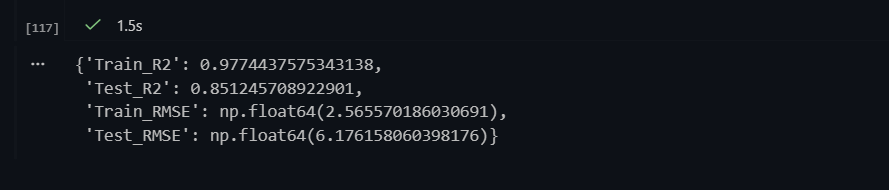 [117] ✓ 1.5s
... {'Train_R2': 0.9774437575343138,
'Test_R2': 0.851245708922901,
'Train_RMSE': np.float64(2.565570186030691),
'Test_RMSE': np.float64(6.176158060398176)}